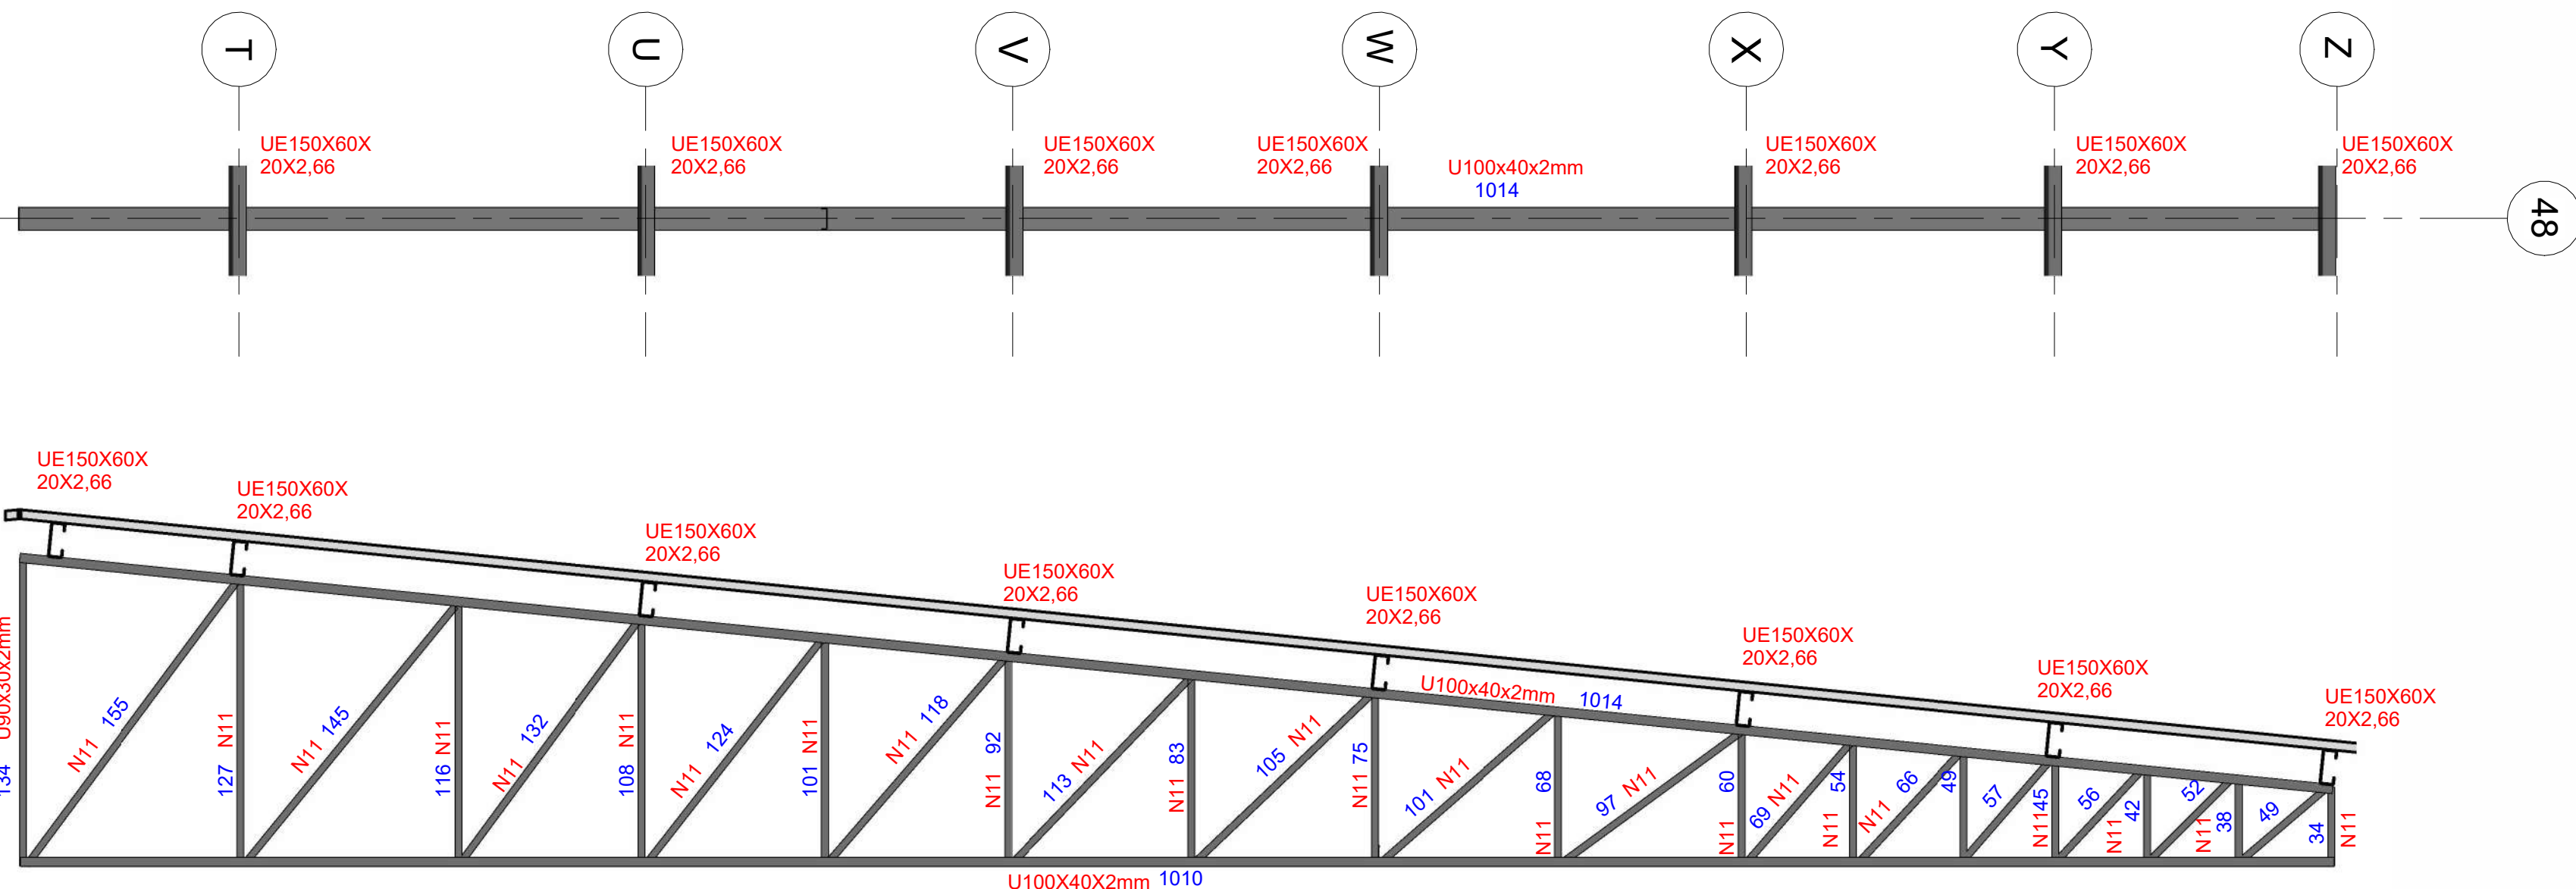 T U V W X Y Z
UE150X60X
20X2,66
UE150X60X
20X2,66
UE150X60X
20X2,66
UE150X60X
20X2,66
U100x40x2mm
1014
UE150X60X
20X2,66
UE150X60X
20X2,66
UE150X60X
20X2,66
48
UE150X60X
20X2,66
UE150X60X
20X2,66
UE150X60X
20X2,66
UE150X60X
20X2,66
UE150X60X
20X2,66
UE150X60X
20X2,66
UE150X60X
20X2,66
UE150X60X
20X2,66
U100x40x2mm 1014
134 U90x30x2mm
N11 155
127 N11
N11 145
116 N11
N11 132
108 N11
N11 124
101 N11
N11 118
N11 92
113 N11
N11 83
105 N11
N11 75
101 N11
N11 68
97 N11
N11 60
69 N11
N11 54
N11 66
49
57
N11 45
56
N11 42
52
N11 38
49
34 N11
U100X40X2mm 1010